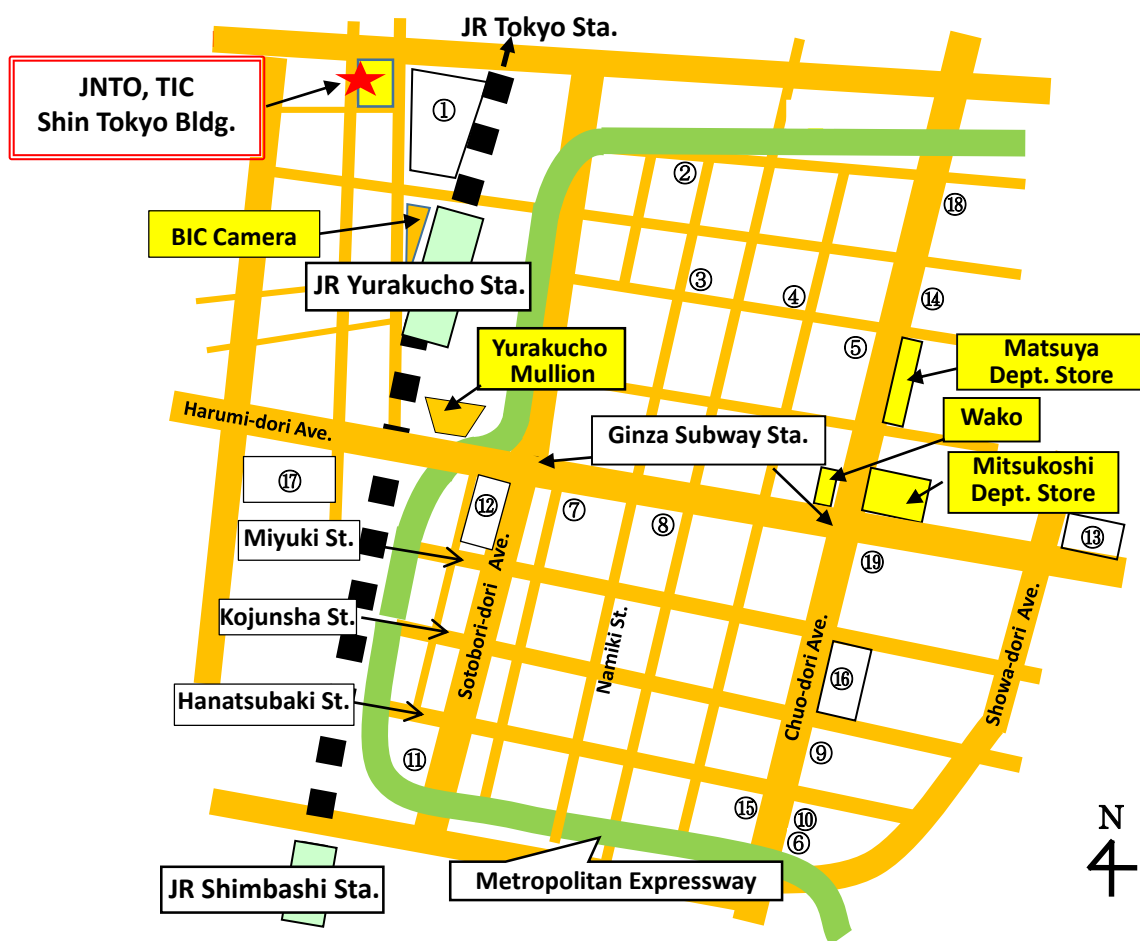 JR Tokyo Sta.
JNTO, TIC
Shin Tokyo Bldg.
①
②
⑱
BIC Camera
JR Yurakucho Sta.
③
④
⑭
⑤
Yurakucho
Mullion
Matsuya
Dept. Store
Harumi-dori Ave.
Ginza Subway Sta.
Wako
Mitsukoshi
Dept. Store
⑰
⑫
⑦
⑧
⑬
Miyuki St.
⑲
Kojunsha St.
Sotobori-dori Ave.
Namiki St.
Chuo-dori Ave.
⑯
Showa-dori Ave.
Hanatsubaki St.
⑪
⑨
⑮
⑩
⑥
N
JR Shimbashi Sta.
Metropolitan Expressway